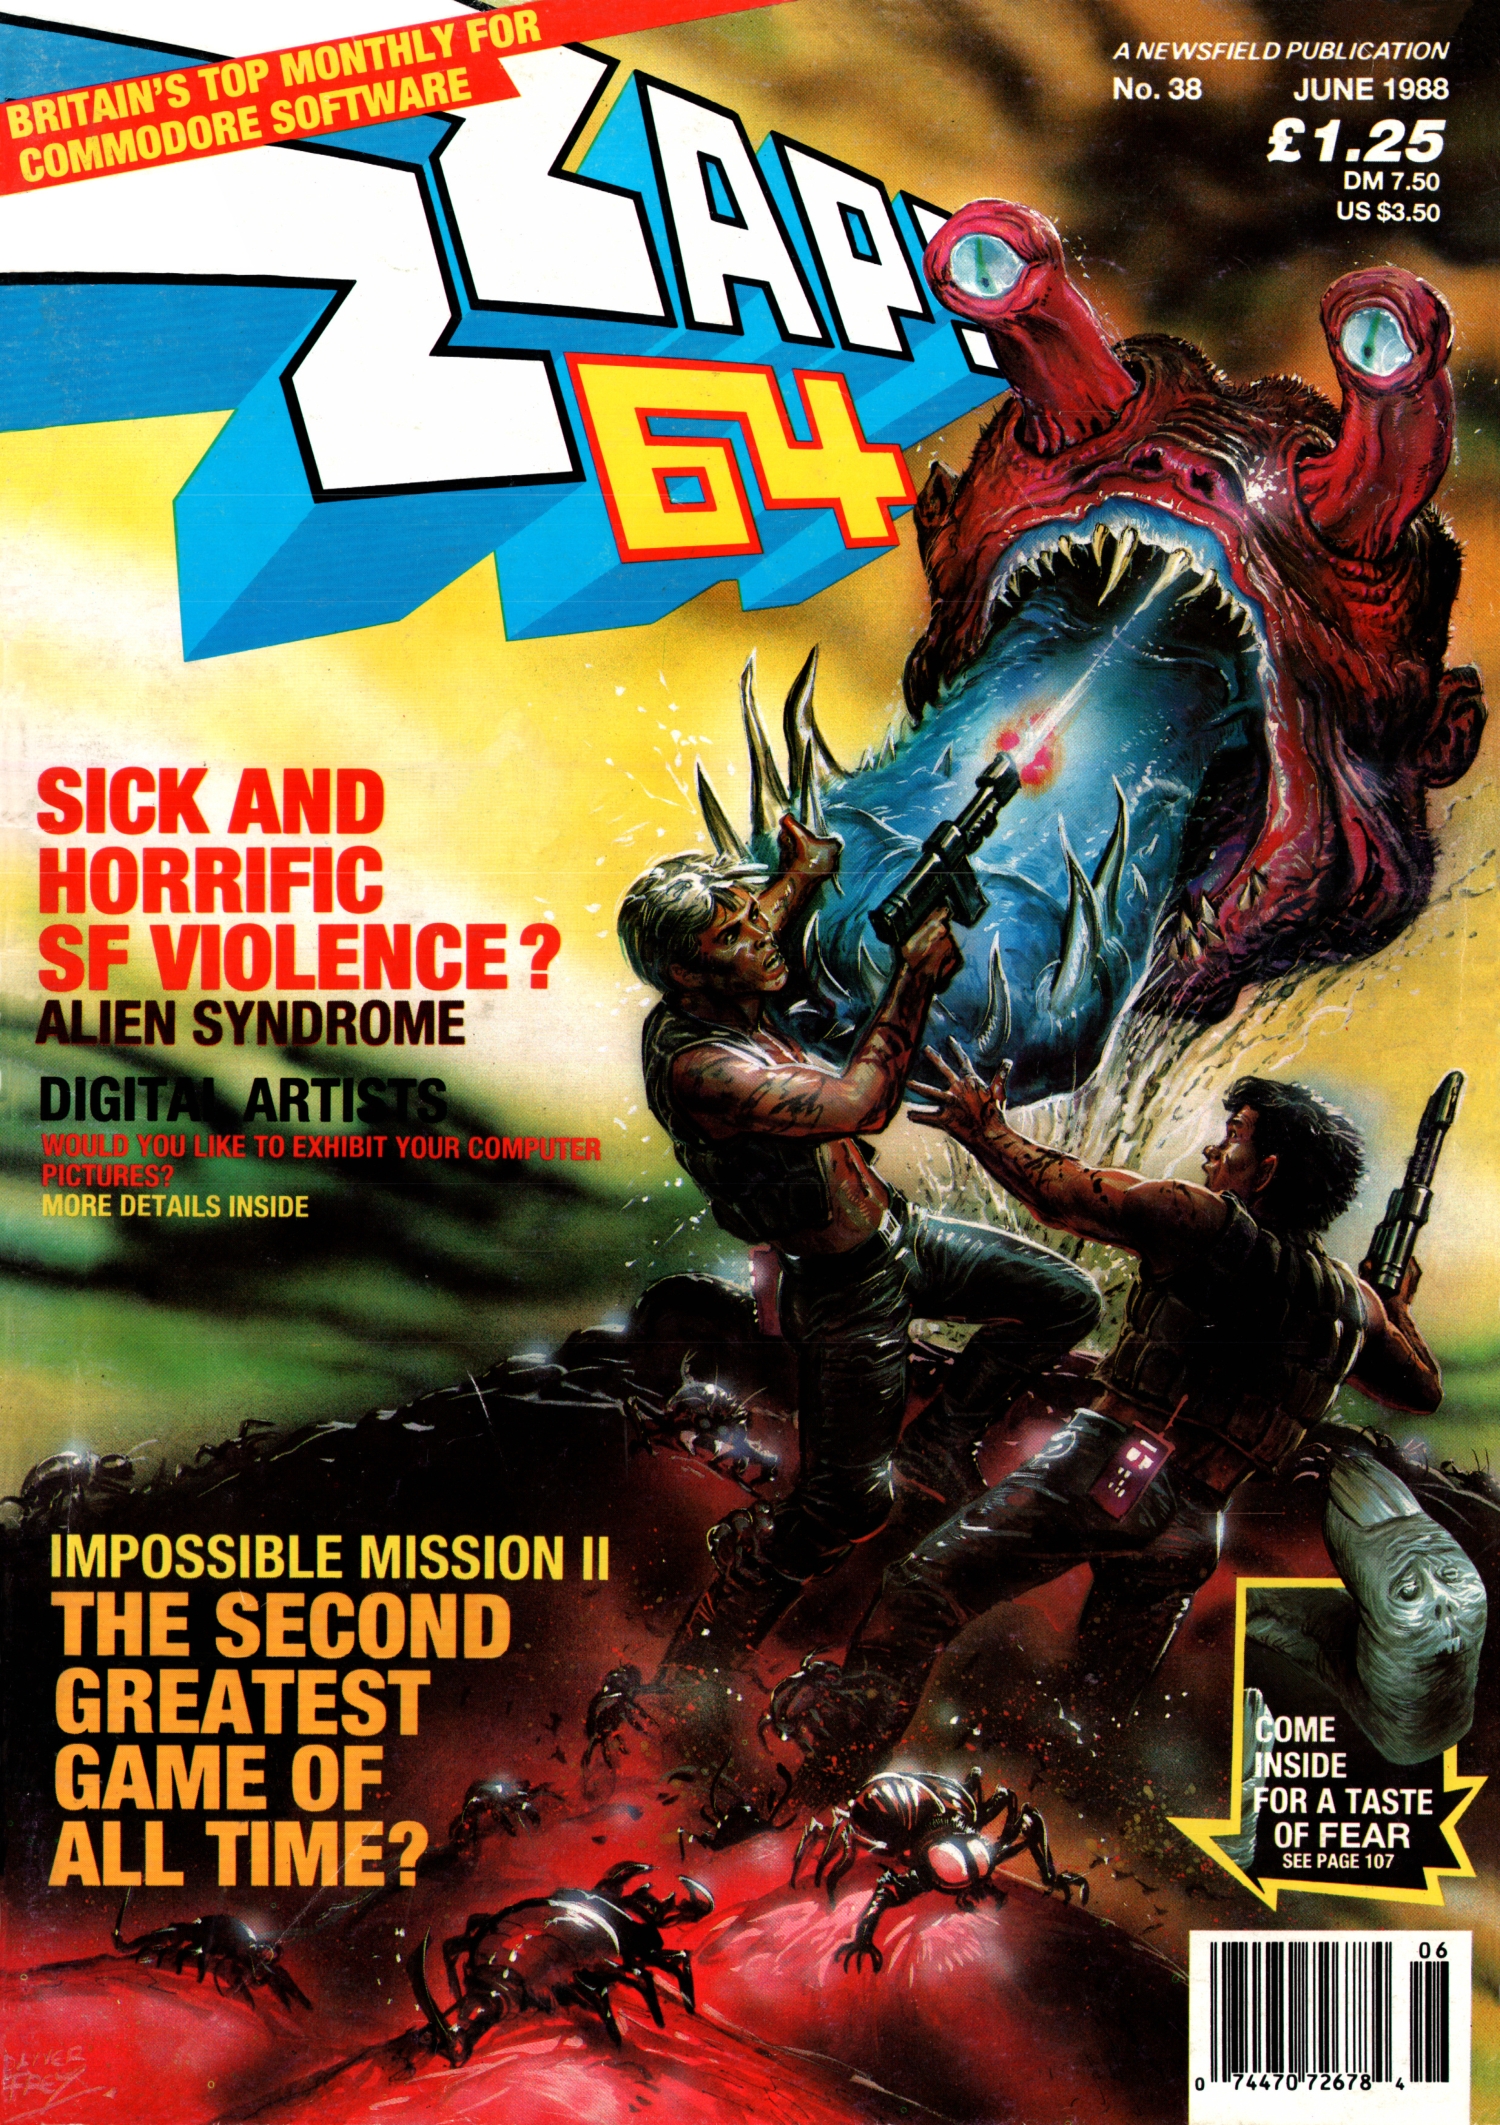 BRITAIN'S TOP MONTHLY FOR
COMMODORE SOFTWARE
ZZAP!
64
A NEWSFIELD PUBLICATION
No. 38 JUNE 1988
£1.25
DM 7.50
US $3.50
SICK AND
HORRIFIC
SF VIOLENCE?
ALIEN SYNDROME
DIGITAL ARTISTS
WOULD YOU LIKE TO EXHIBIT YOUR COMPUTER
PICTURES?
MORE DETAILS INSIDE
IMPOSSIBLE MISSION II
THE SECOND
GREATEST
GAME OF
ALL TIME?
COME
INSIDE
FOR A TASTE
OF FEAR
SEE PAGE 107
06
0 74470 72678 4
OLIVER
FREY